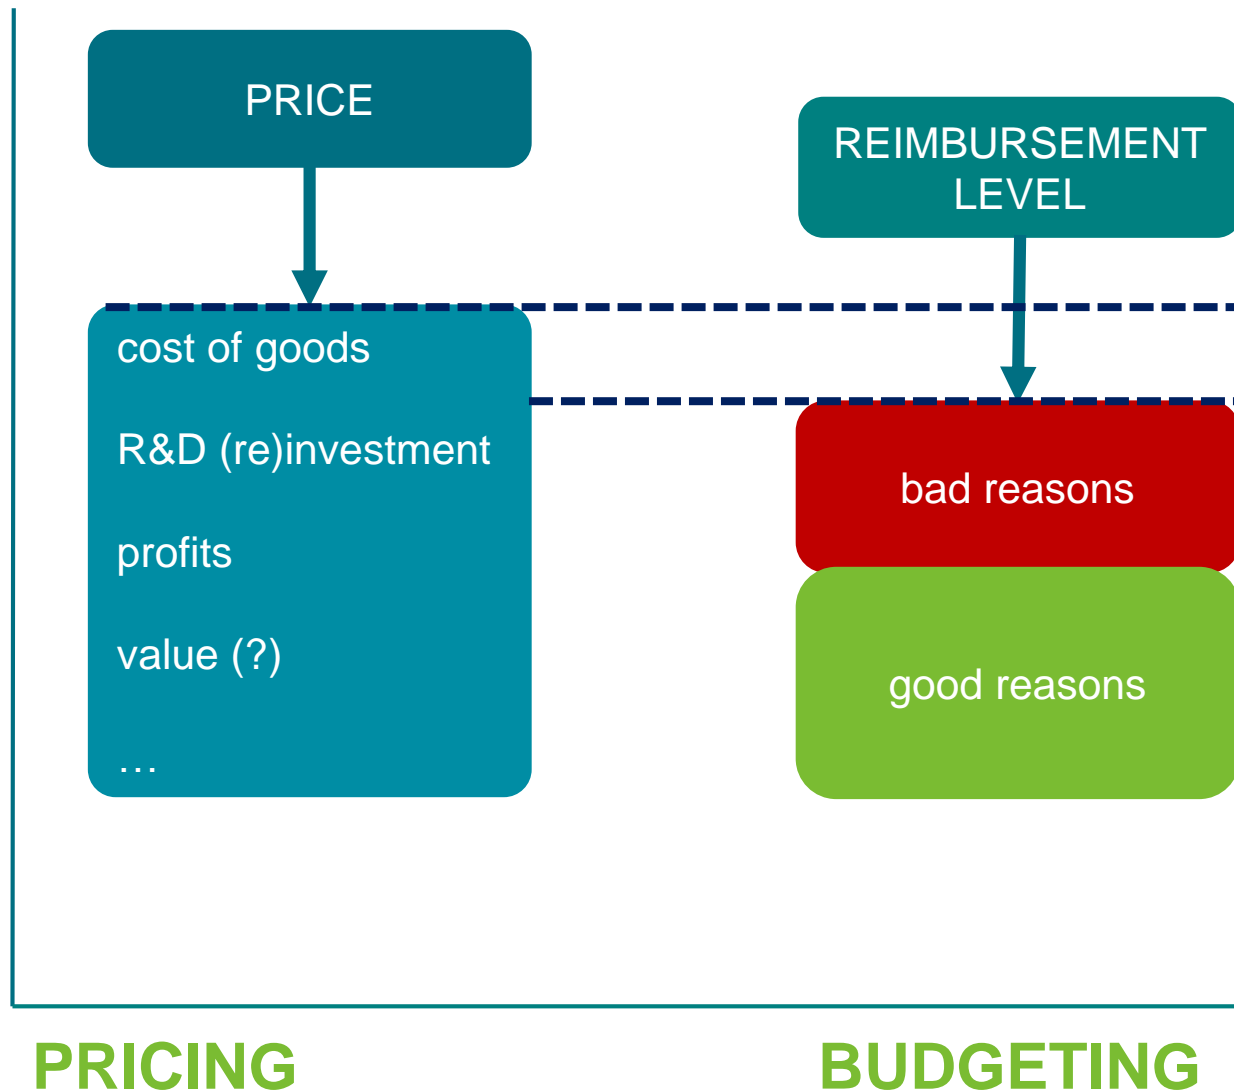 PRICE
REIMBURSEMENT
LEVEL
cost of goods
R&D (re)investment
profits
value (?)
…
bad reasons
good reasons
PRICING
BUDGETING